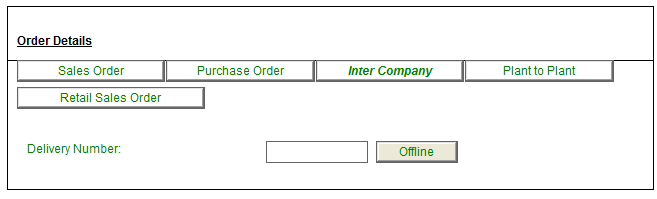 Order Details
Sales Order Purchase Order Inter Company Plant to Plant
Retail Sales Order
Delivery Number: Offline